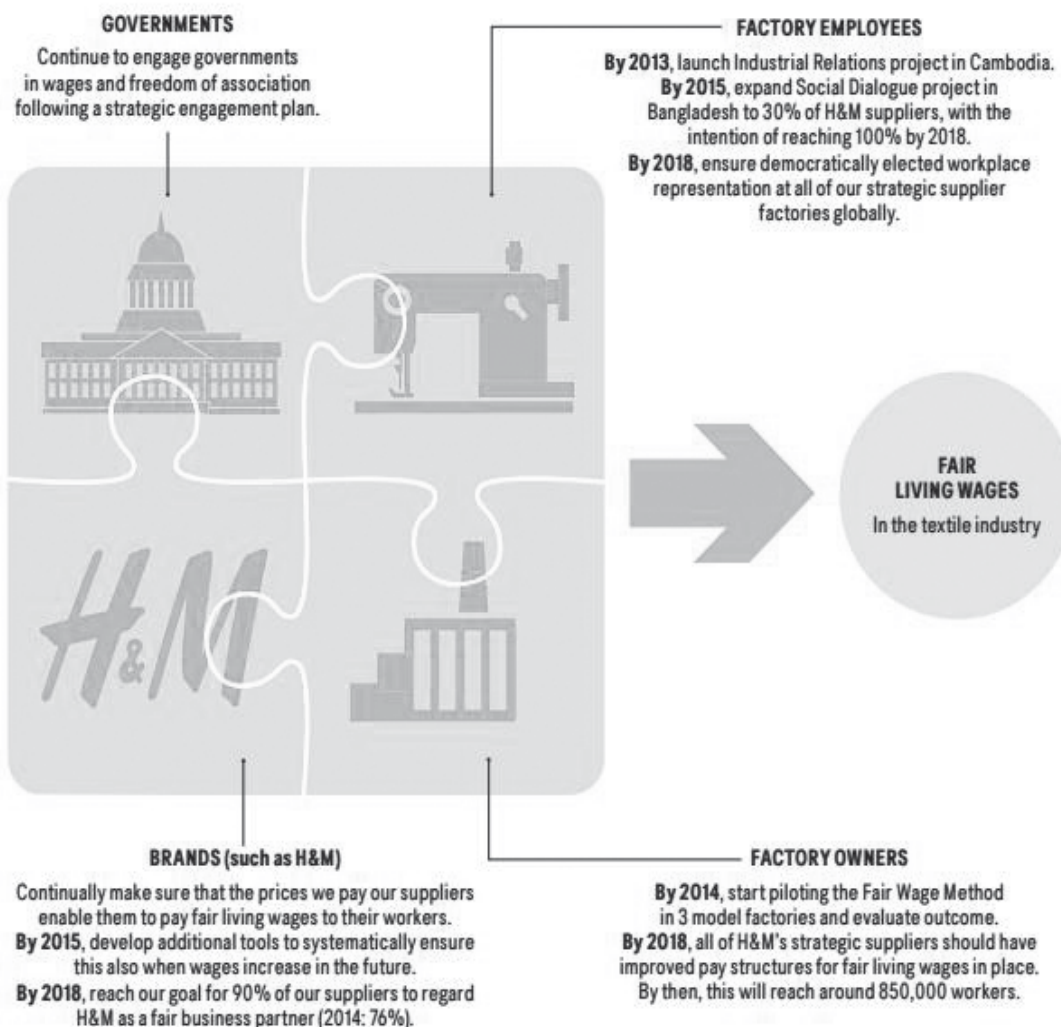 GOVERNMENTS
Continue to engage governments
in wages and freedom of association
following a strategic engagement plan.
FACTORY EMPLOYEES
By 2013, launch Industrial Relations project in Cambodia.
By 2015, expand Social Dialogue project in
Bangladesh to 30% of H&M suppliers, with the
intention of reaching 100% by 2018.
By 2018, ensure democratically elected workplace
representation at all of our strategic supplier
factories globally.
H&M
FAIR
LIVING WAGES
In the textile industry
BRANDS (such as H&M)
Continually make sure that the prices we pay our suppliers
enable them to pay fair living wages to their workers.
By 2015, develop additional tools to systematically ensure
this also when wages increase in the future.
By 2018, reach our goal for 90% of our suppliers to regard
H&M as a fair business partner (2014: 76%).
FACTORY OWNERS
By 2014, start piloting the Fair Wage Method
in 3 model factories and evaluate outcome.
By 2018, all of H&M's strategic suppliers should have
improved pay structures for fair living wages in place.
By then, this will reach around 850,000 workers.